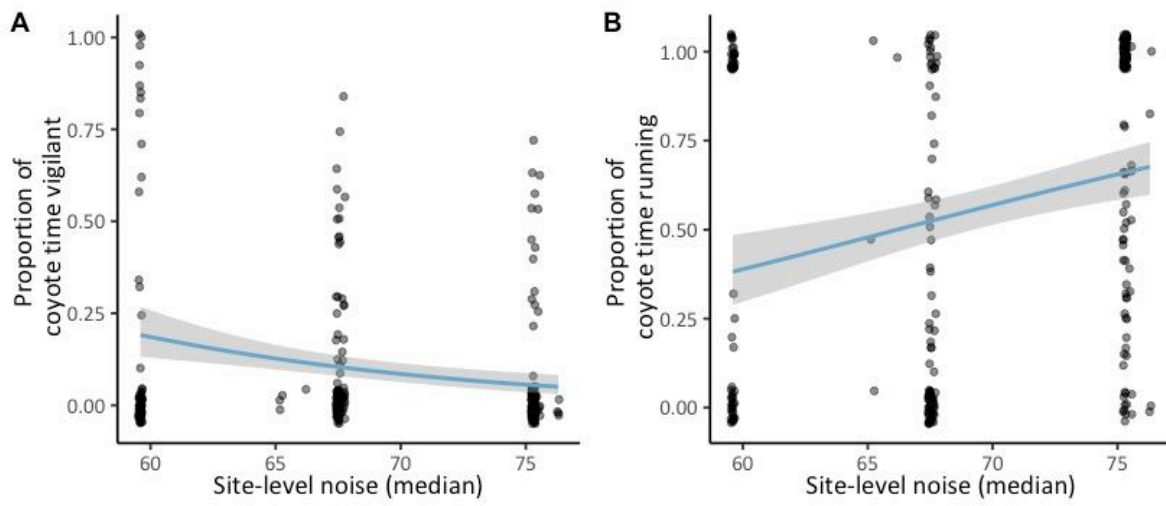 A
Proportion of
coyote time vigilant
1.00
0.75
0.50
0.25
0.00
60 65 70 75
Site-level noise (median)
B
Proportion of
coyote time running
1.00
0.75
0.50
0.25
0.00
60 65 70 75
Site-level noise (median)